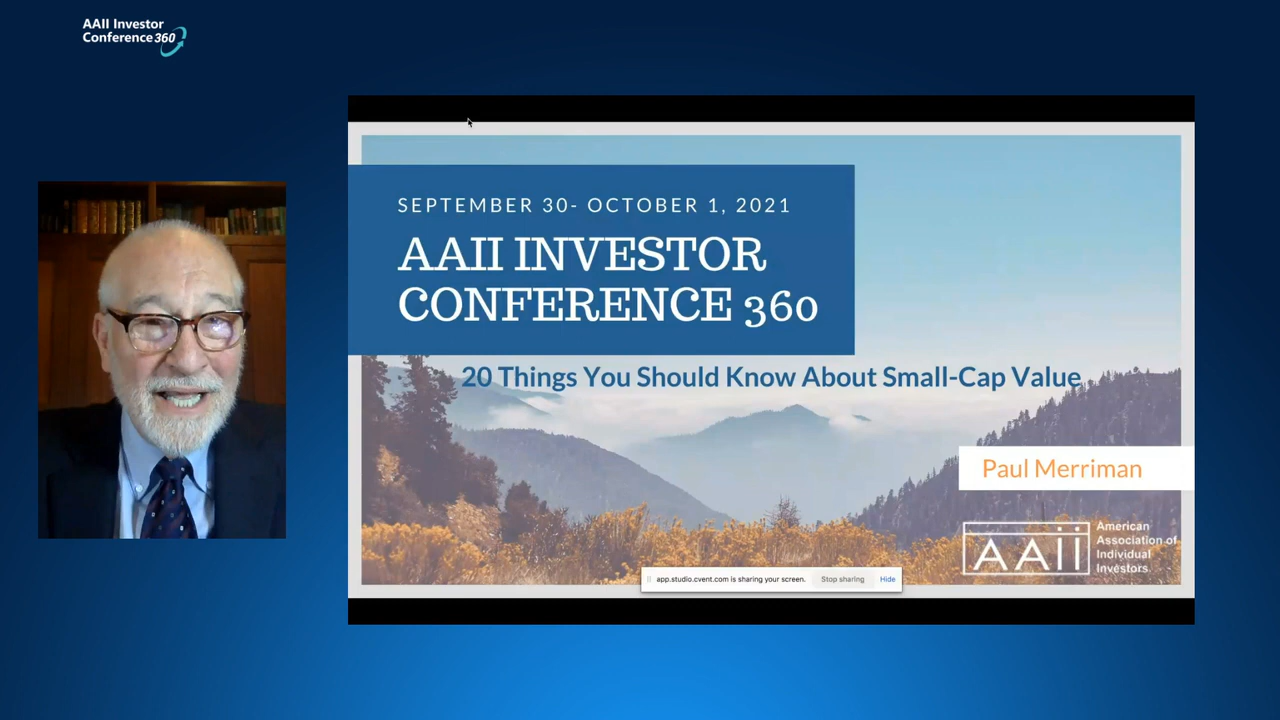 AAII Investor
Conference 360
SEPTEMBER 30- OCTOBER 1, 2021
AAII INVESTOR
CONFERENCE 360
20 Things You Should Know About Small-Cap Value
Paul Merriman
AAii
American
Association of
Individual
Investors
app.studio.cvent.com is sharing your screen.
Stop sharing
Hide